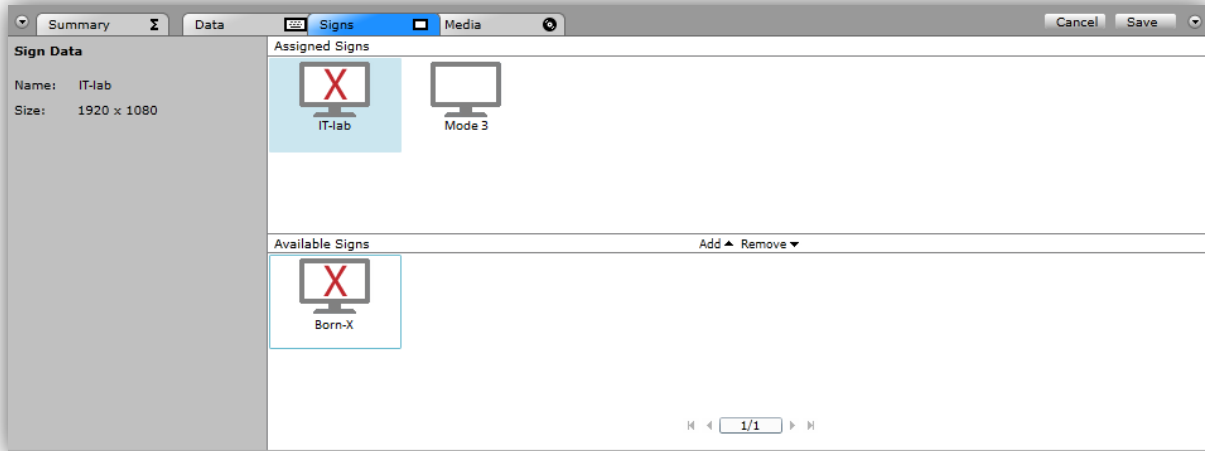 Summary Σ Data Signs Media Cancel Save
Sign Data
Name: IT-lab
Size: 1920 x 1080
Assigned Signs
X
IT-lab Mode 3
Available Signs Add Remove
X
Born-X
1/1